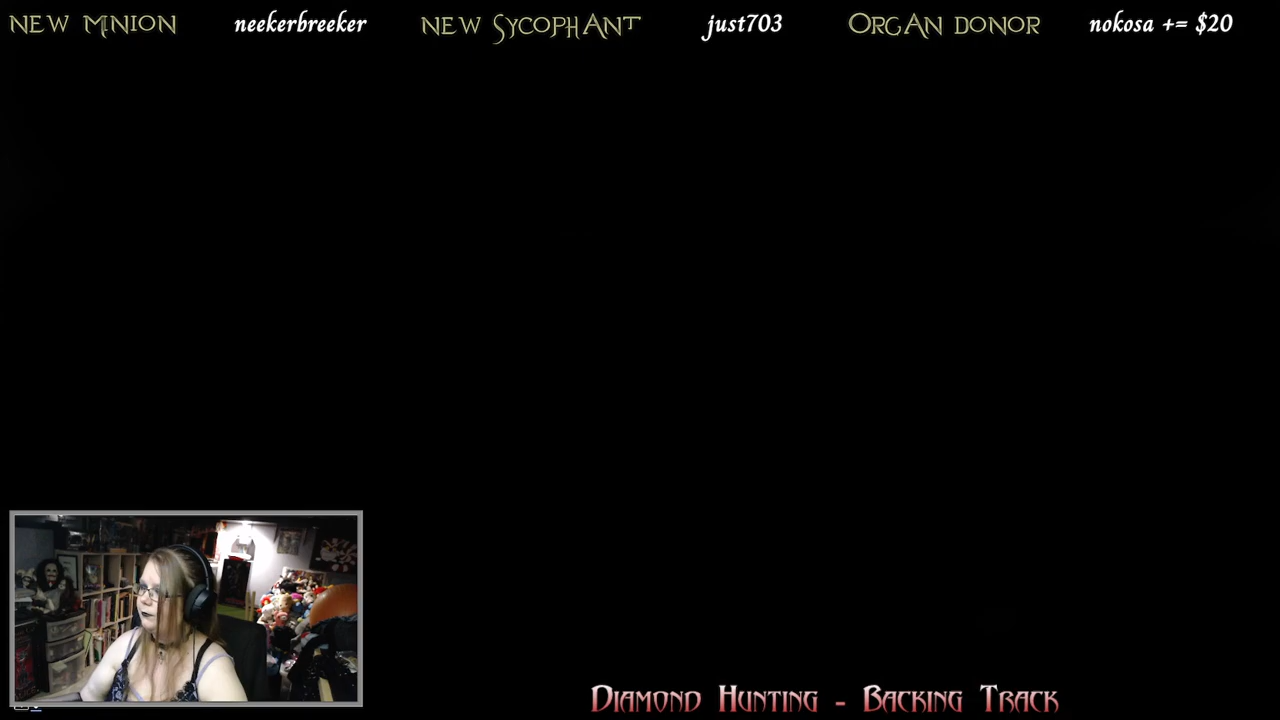 NEW MINION neekerbreeker NEW SYCOPHANT just703 ORGAN DONOR nokosa += $20
Diamond Hunting - Backing Track